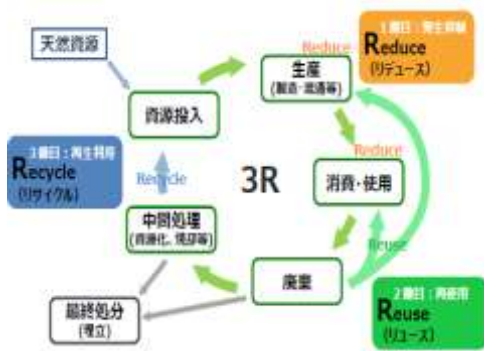 1番目：発生抑制
Reduce
(リデュース)
天然資源
Reduce
生産
(製造・流通等)
資源投入
3番目：再生利用
Recycle
(リサイクル)
Recycle
3R
Reduce
消費・使用
中間処理
(資源化、焼却等)
Reuse
廃棄
最終処分
(埋立)
2番目：再使用
Reuse
(リユース)